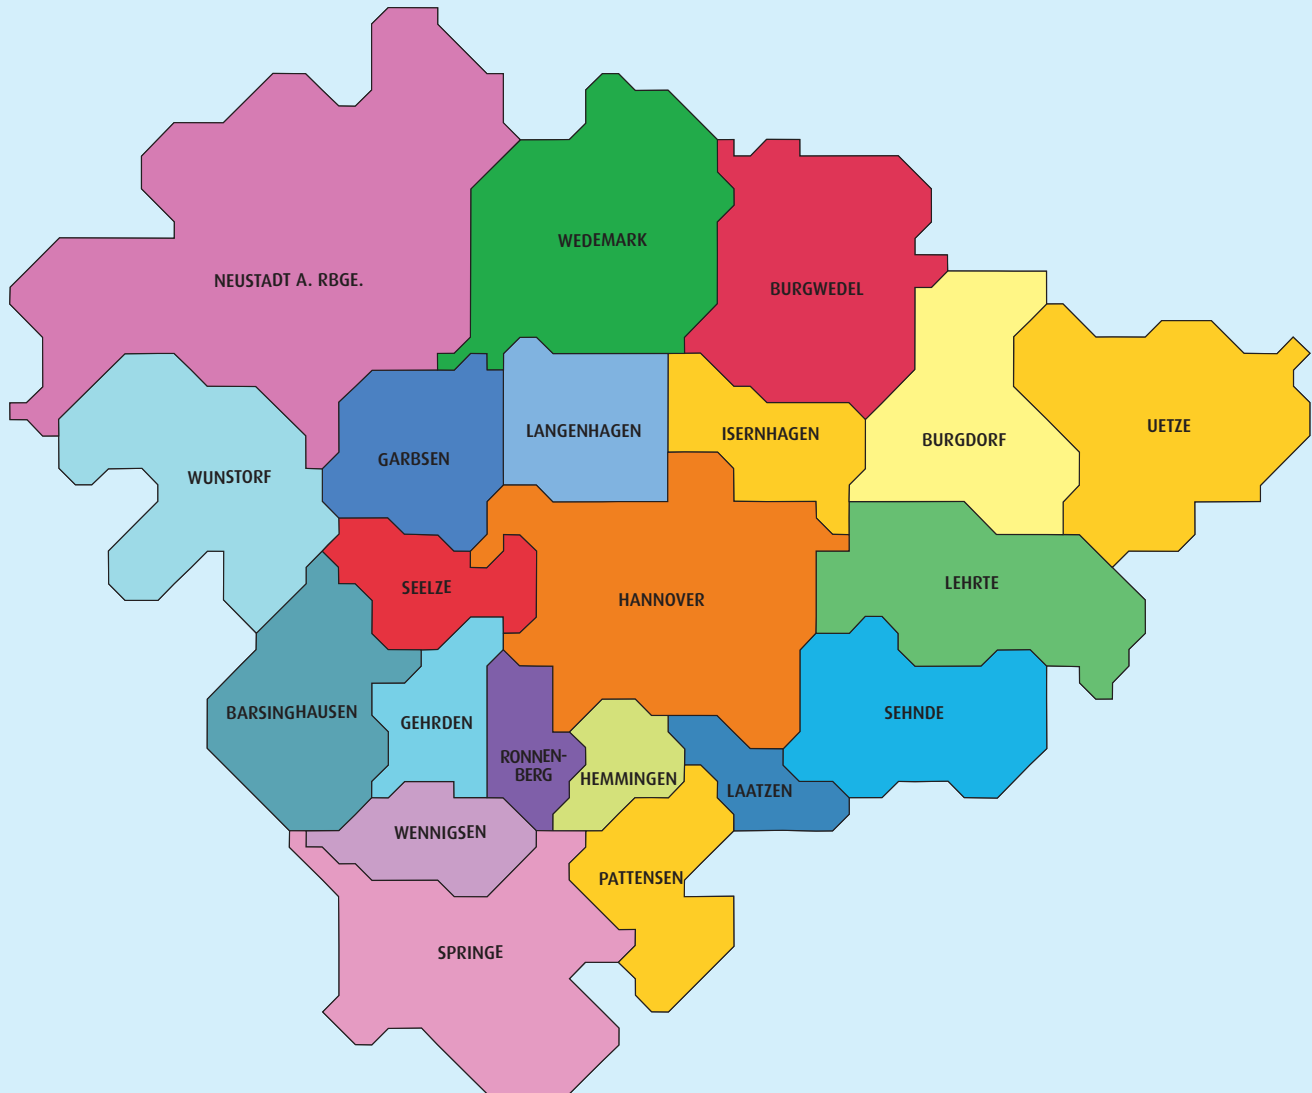 WEDEMARK
NEUSTADT A. RBGE.
BURGWEDEL
UETZE
LANGENHAGEN
ISERNHAGEN
BURGDORF
GARBSEN
WUNSTORF
SEELZE
LEHRTE
HANNOVER
BARSINGHAUSEN
GEHRDEN
SEHNDE
RONNEN-
BERG
HEMMINGEN
LAATZEN
WENNIGSEN
PATTENSEN
SPRINGE